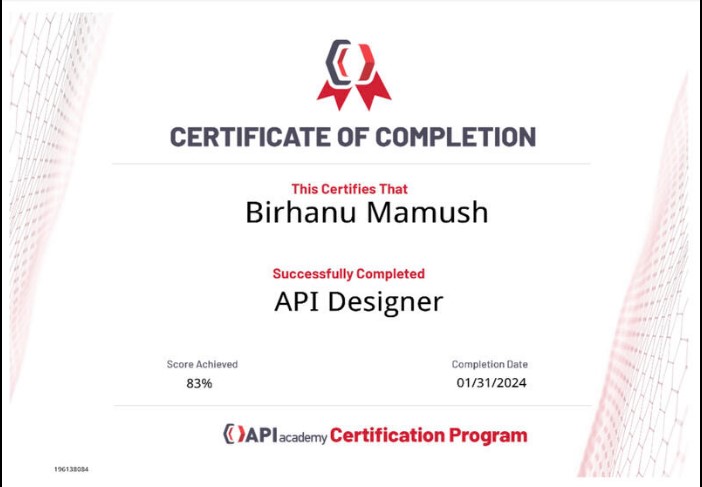 CERTIFICATE OF COMPLETION
This Certifies That
Birhanu Mamush
Successfully Completed
API Designer
Score Achieved
83%
Completion Date
01/31/2024
API academy Certification Program
196138084